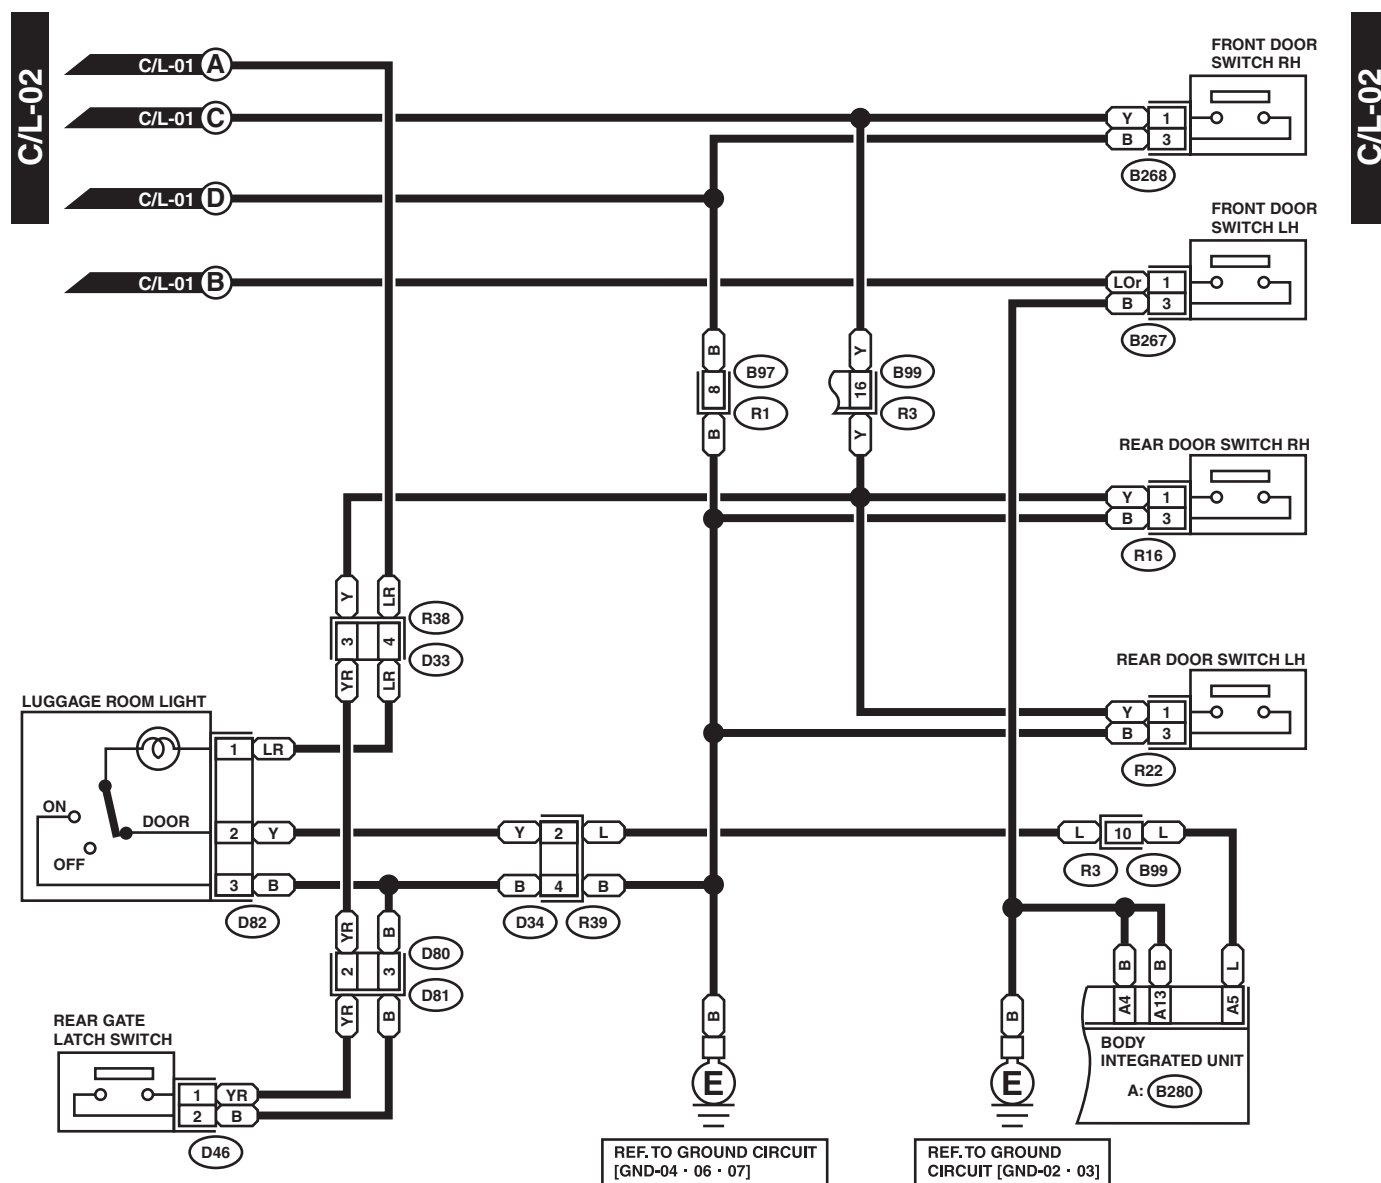 C/L-02
C/L-02
C/L-01 A
C/L-01 C
C/L-01 D
C/L-01 B
FRONT DOOR
SWITCH RH
Y 1
B 3
B268
FRONT DOOR
SWITCH LH
LOr 1
B 3
B267
B
8
B
B97
R1
Y
16
Y
B99
R3
REAR DOOR SWITCH RH
Y 1
B 3
R16
Y LR
3 4
YR LR
R38
D33
REAR DOOR SWITCH LH
Y 1
B 3
R22
LUGGAGE ROOM LIGHT
ON
OFF
DOOR
1 LR
2 Y
3 B
D82
Y 2 L
B 4 B
D34 R39
L 10 L
R3 B99
YR B
2 3
YR B
D80
D81
B B L
A4 A13 A5
BODY
INTEGRATED UNIT
A: B280
REAR GATE
LATCH SWITCH
1 YR
2 B
D46
B
E
REF. TO GROUND CIRCUIT
[GND-04 · 06 · 07]
B
E
REF. TO GROUND
CIRCUIT [GND-02 · 03]